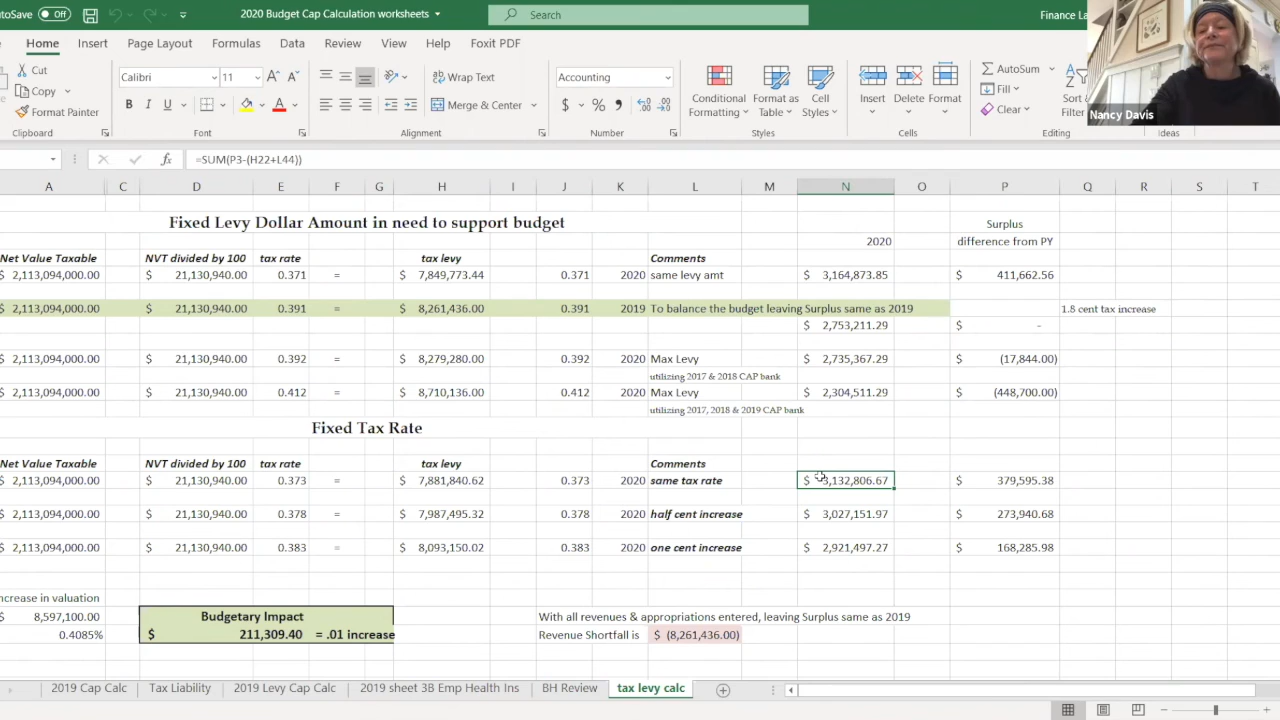 AutoSave Off 2020 Budget Cap Calculation worksheets Search Finance La
Home Insert Page Layout Formulas Data Review View Help Foxit PDF
Cut
Copy
Format Painter
Clipboard
Calibri 11
B I U
Font
Wrap Text
Merge & Center
Alignment
Accounting
$ % ,
Number
Conditional Formatting
Format as Table
Cell Styles
Styles
Insert Delete Format
Cells
AutoSum
Fill
Clear
Sort & Filter
Editing
Ideas
Nancy Davis
fx =SUM(P3-(H22+L44))
A C D E F G H I J K L M N O P Q R S T
Fixed Levy Dollar Amount in need to support budget Surplus
2020 difference from PY
Net Value Taxable NVT divided by 100 tax rate tax levy Comments
$ 2,113,094,000.00 $ 21,130,940.00 0.371 = $ 7,849,773.44 0.371 2020 same levy amt $ 3,164,873.85 $ 411,662.56
$ 2,113,094,000.00 $ 21,130,940.00 0.391 = $ 8,261,436.00 0.391 2019 To balance the budget leaving Surplus same as 2019 1.8 cent tax increase
$ 2,753,211.29 $ -
$ 2,113,094,000.00 $ 21,130,940.00 0.392 = $ 8,279,280.00 0.392 2020 Max Levy $ 2,735,367.29 $ (17,844.00)
utilizing 2017 & 2018 CAP bank
$ 2,113,094,000.00 $ 21,130,940.00 0.412 = $ 8,710,136.00 0.412 2020 Max Levy $ 2,304,511.29 $ (448,700.00)
utilizing 2017, 2018 & 2019 CAP bank
Fixed Tax Rate
Net Value Taxable NVT divided by 100 tax rate tax levy Comments
$ 2,113,094,000.00 $ 21,130,940.00 0.373 = $ 7,881,840.62 0.373 2020 same tax rate $ 3,132,806.67 $ 379,595.38
$ 2,113,094,000.00 $ 21,130,940.00 0.378 = $ 7,987,495.32 0.378 2020 half cent increase $ 3,027,151.97 $ 273,940.68
$ 2,113,094,000.00 $ 21,130,940.00 0.383 = $ 8,093,150.02 0.383 2020 one cent increase $ 2,921,497.27 $ 168,285.98
ncrease in valuation
$ 8,597,100.00 Budgetary Impact With all revenues & appropriations entered, leaving Surplus same as 2019
0.4085% $ 211,309.40 = .01 increase Revenue Shortfall is $ (8,261,436.00)
2019 Cap Calc Tax Liability 2019 Levy Cap Calc 2019 sheet 3B Emp Health Ins BH Review tax levy calc